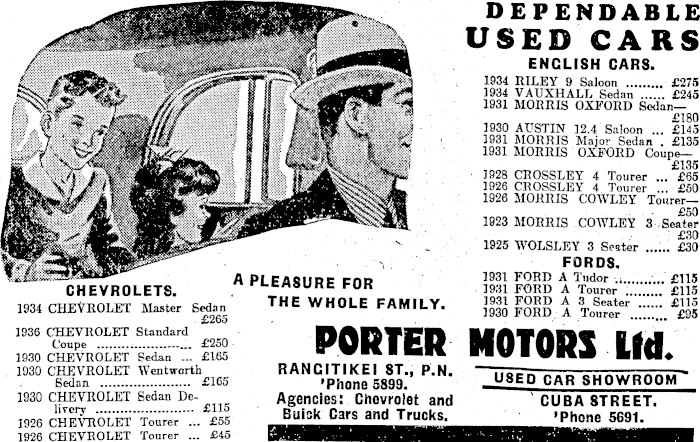 DEPENDABLE
USED CARS
ENGLISH CARS.
1934 RILEY 9 Saloon ......... £275
1934 VAUXHALL Sedan ...... £245
1931 MORRIS OXFORD Sedan—
£180
1930 AUSTIN 12.4 Saloon ... £145
1931 MORRIS Major Sedan . £135
1931 MORRIS OXFORD Coupe—
£135
1928 CROSSLEY 4 Tourer ... £65
1926 CROSSLEY 4 Tourer ... £50
1926 MORRIS COWLEY Tourer—
£50
1923 MORRIS COWLEY 3 Seater
£30
1925 WOLSLEY 3 Seater ...... £30
FORDS.
1931 FORD A Tudor ............ £115
1931 FORD A Tourer ......... £115
1931 FORD A 3 Seater ...... £115
1930 FORD A Tourer ......... £95
CHEVROLETS.
1934 CHEVROLET Master Sedan
£265
1936 CHEVROLET Standard
Coupe ...................... £250
1930 CHEVROLET Sedan ... £165
1930 CHEVROLET Wentworth
Sedan ...................... £165
1930 CHEVROLET Sedan De-
livery ....................... £115
1926 CHEVROLET Tourer ... £55
1926 CHEVROLET Tourer ... £45
A PLEASURE FOR
THE WHOLE FAMILY.
PORTER MOTORS Ltd.
RANGITIKEI ST., P.N.
'Phone 5899.
Agencies: Chevrolet and
Buick Cars and Trucks.
USED CAR SHOWROOM
CUBA STREET.
'Phone 5691.